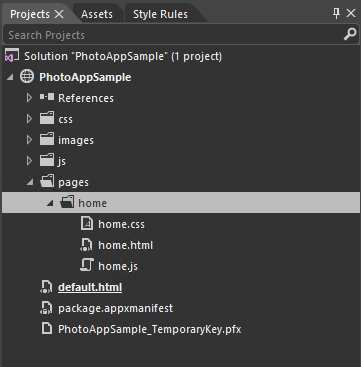 Projects Assets Style Rules
Search Projects
Solution "PhotoAppSample" (1 project)
PhotoAppSample
References
css
images
js
pages
home
home.css
home.html
home.js
default.html
package.appxmanifest
PhotoAppSample_TemporaryKey.pfx